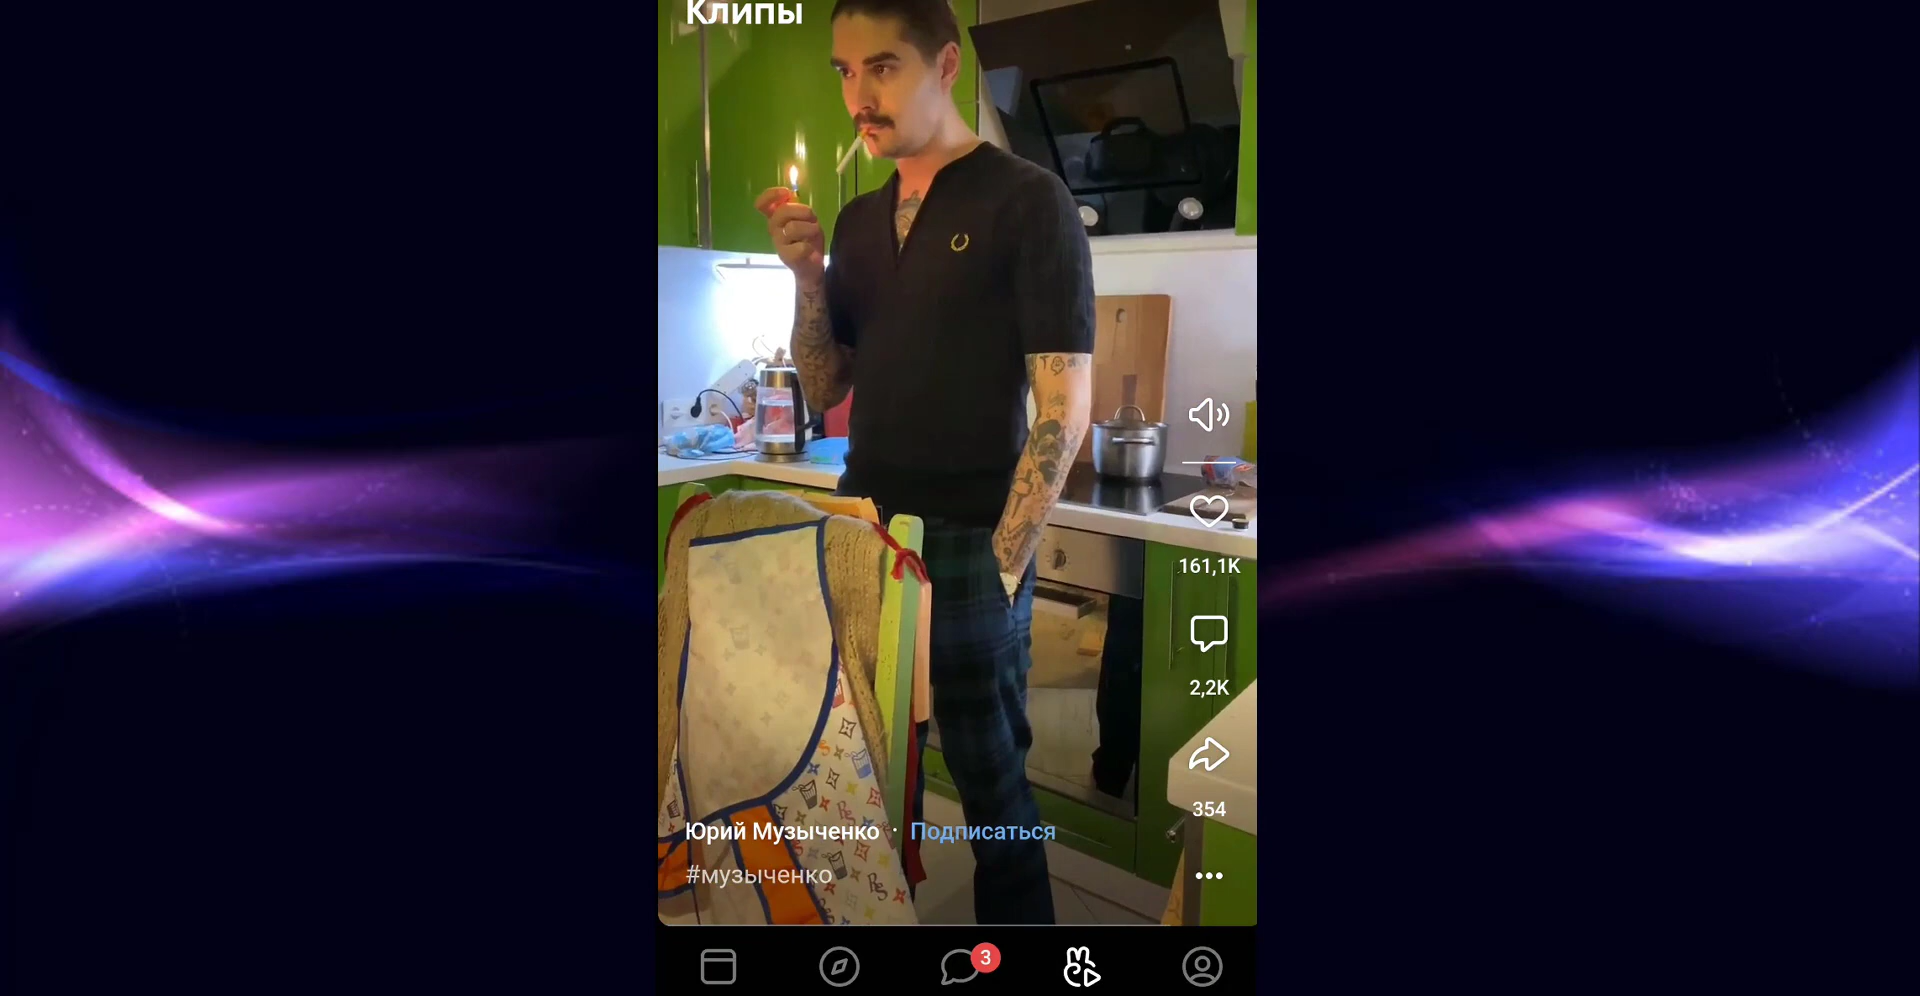 Клипы
161,1K
2,2K
354
Юрий Музыченко · Подписаться
#музыченко
3